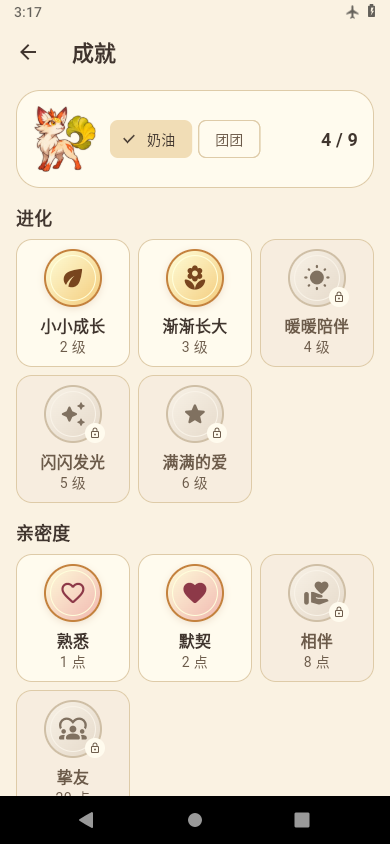 3:17
成就
奶油
团团
4 / 9
进化
小小成长
2 级
渐渐长大
3 级
暖暖陪伴
4 级
闪闪发光
5 级
满满的爱
6 级
亲密度
熟悉
1 点
默契
2 点
相伴
8 点
挚友